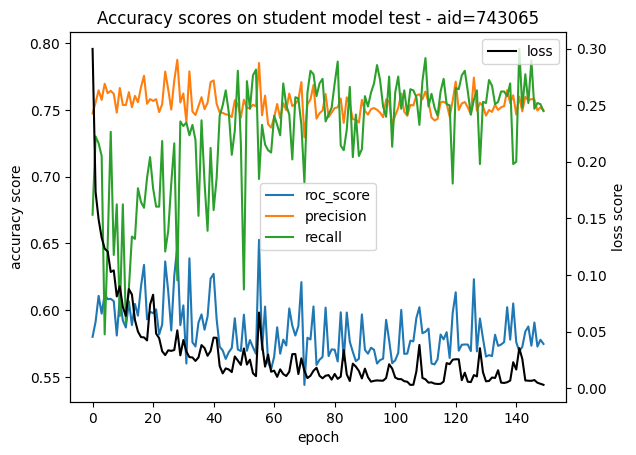 Accuracy scores on student model test - aid=743065
0.80
0.75
0.70
0.65
0.60
0.55
accuracy score
0.30
0.25
0.20
0.15
0.10
0.05
0.00
loss score
loss
roc_score
precision
recall
0 20 40 60 80 100 120 140
epoch